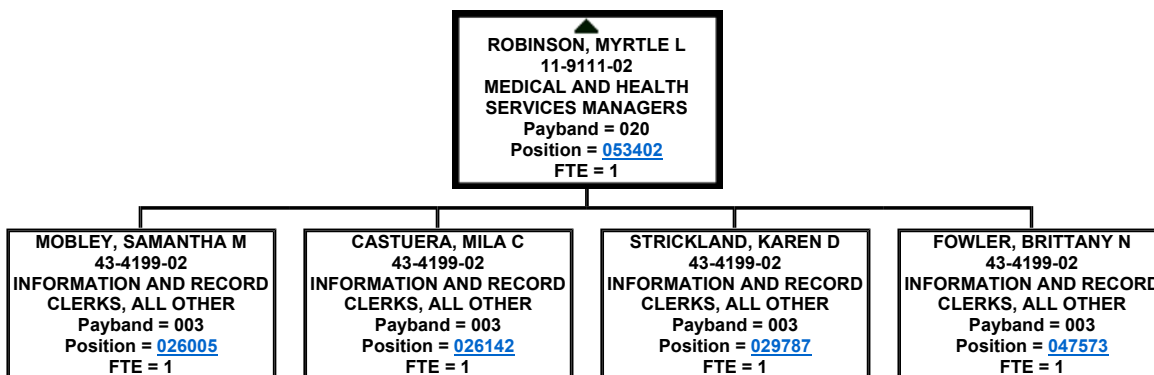 ROBINSON, MYRTLE L
11-9111-02
MEDICAL AND HEALTH
SERVICES MANAGERS
Payband = 020
Position = 053402
FTE = 1
MOBLEY, SAMANTHA M
43-4199-02
INFORMATION AND RECORD
CLERKS, ALL OTHER
Payband = 003
Position = 026005
FTE = 1
CASTUERA, MILA C
43-4199-02
INFORMATION AND RECORD
CLERKS, ALL OTHER
Payband = 003
Position = 026142
FTE = 1
STRICKLAND, KAREN D
43-4199-02
INFORMATION AND RECORD
CLERKS, ALL OTHER
Payband = 003
Position = 029787
FTE = 1
FOWLER, BRITTANY N
43-4199-02
INFORMATION AND RECORD
CLERKS, ALL OTHER
Payband = 003
Position = 047573
FTE = 1